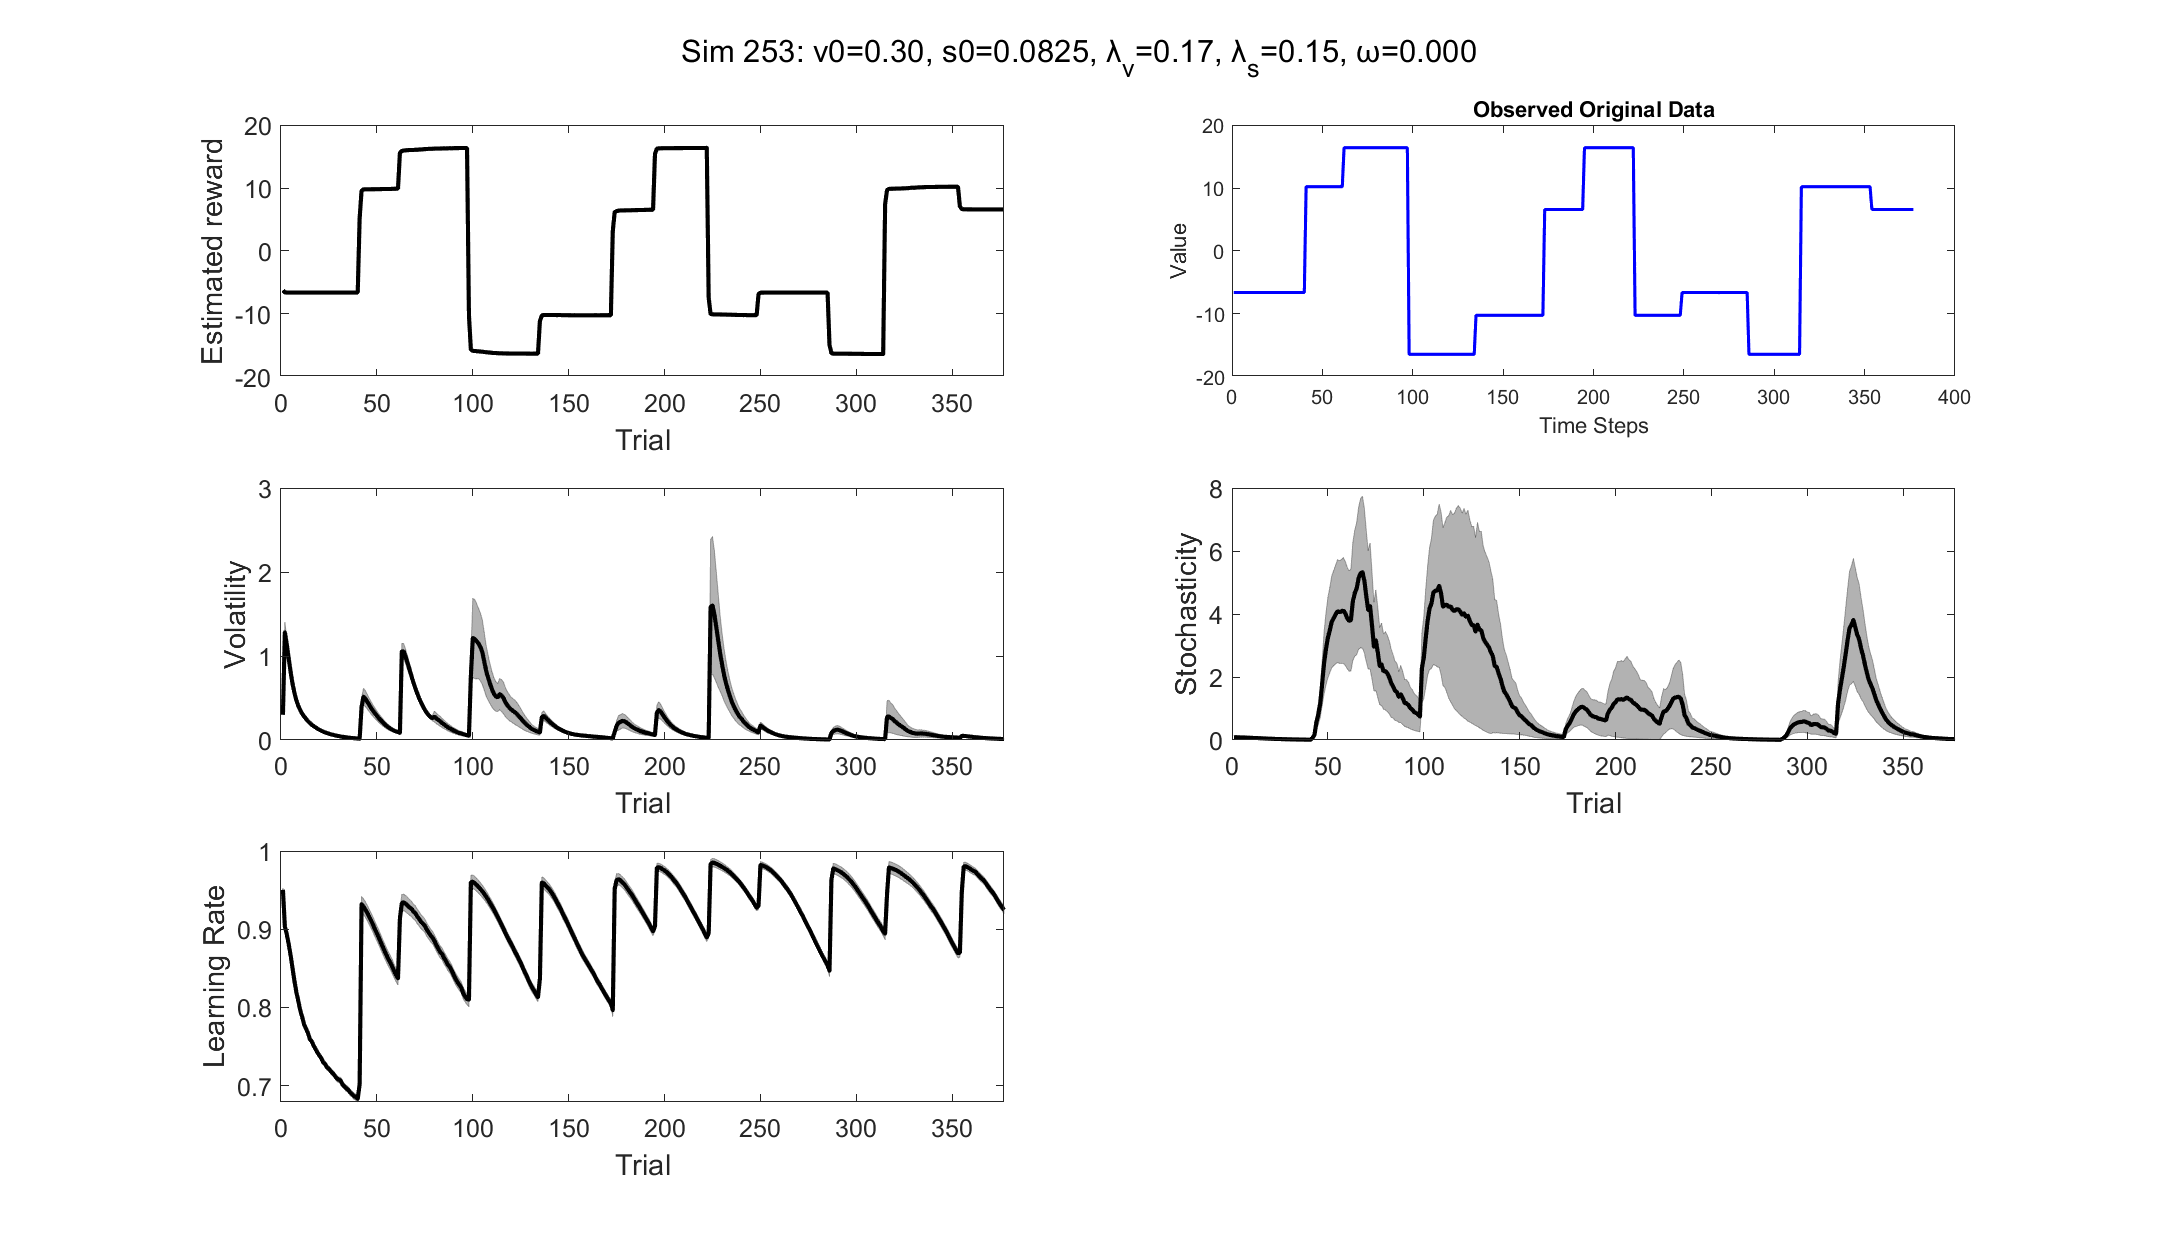 Sim 253: v0=0.30, s0=0.0825, λv=0.17, λs=0.15, ω=0.000
Estimated reward
20
10
0
-10
-20
0 50 100 150 200 250 300 350
Trial
Observed Original Data
Value
20
10
0
-10
-20
0 50 100 150 200 250 300 350 400
Time Steps
Volatility
3
2
1
0
0 50 100 150 200 250 300 350
Trial
Stochasticity
8
6
4
2
0
0 50 100 150 200 250 300 350
Trial
Learning Rate
1
0.9
0.8
0.7
0 50 100 150 200 250 300 350
Trial